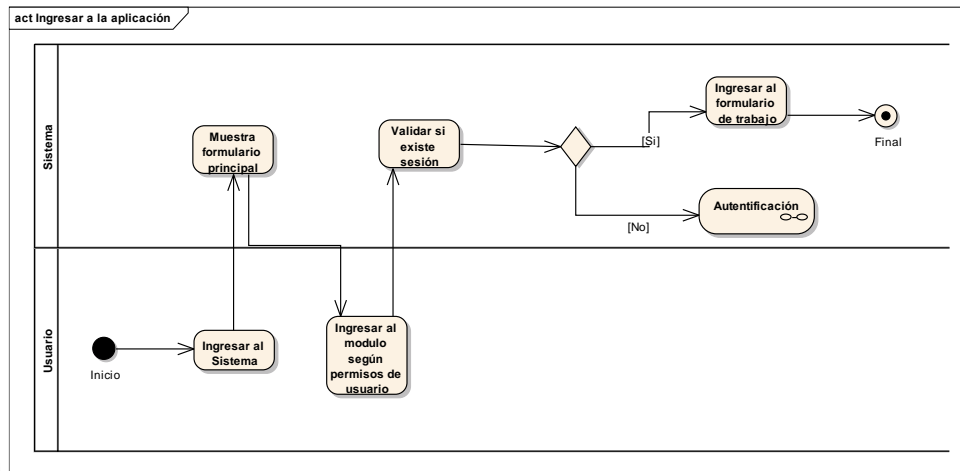 act Ingresar a la aplicación
Sistema
Muestra
formulario
principal
Validar si
existe
sesión
[Si]
Ingresar al
formulario
de trabajo
Final
Autentificación
[No]
Usuario
Inicio
Ingresar al
Sistema
Ingresar al
modulo
según
permisos de
usuario